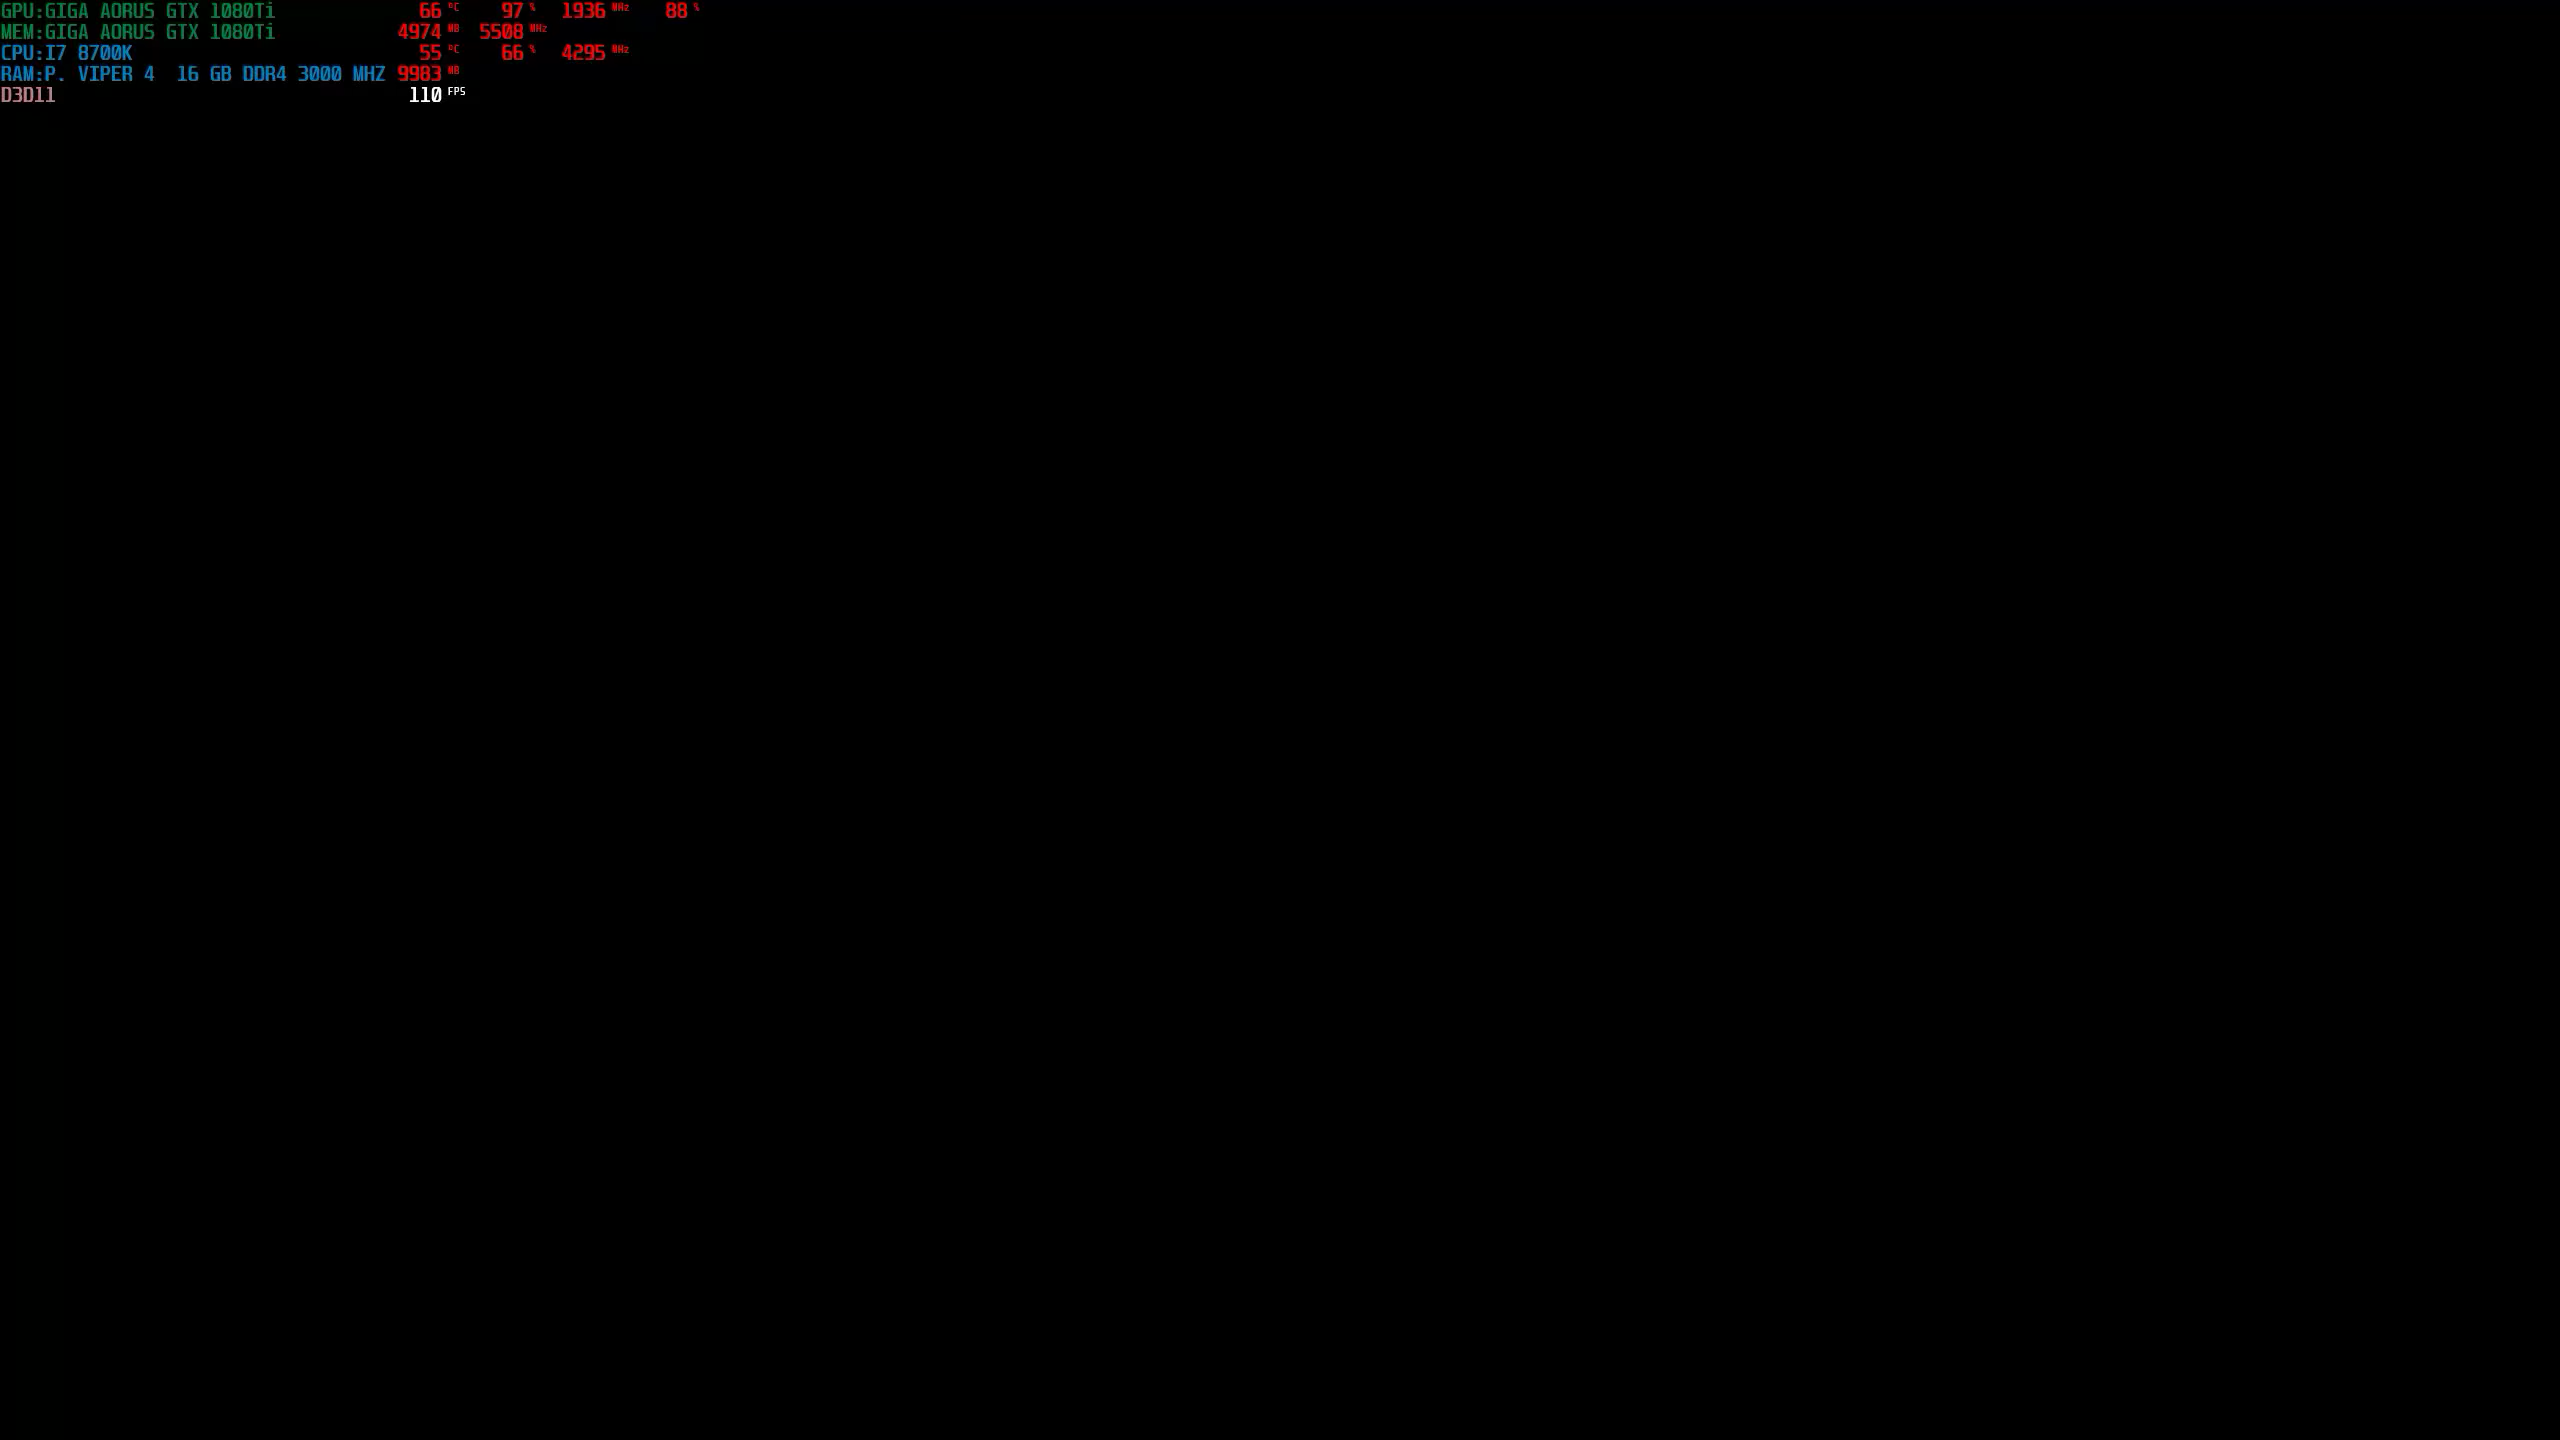 GPU:GIGA AORUS GTX 1080Ti 66 °C 97 % 1936 MHz 88 %
MEM:GIGA AORUS GTX 1080Ti 4974 MB 5508 MHz
CPU:I7 8700K 55 °C 66 % 4295 MHz
RAM:P. VIPER 4 16 GB DDR4 3000 MHZ 9983 MB
D3D11 110 FPS